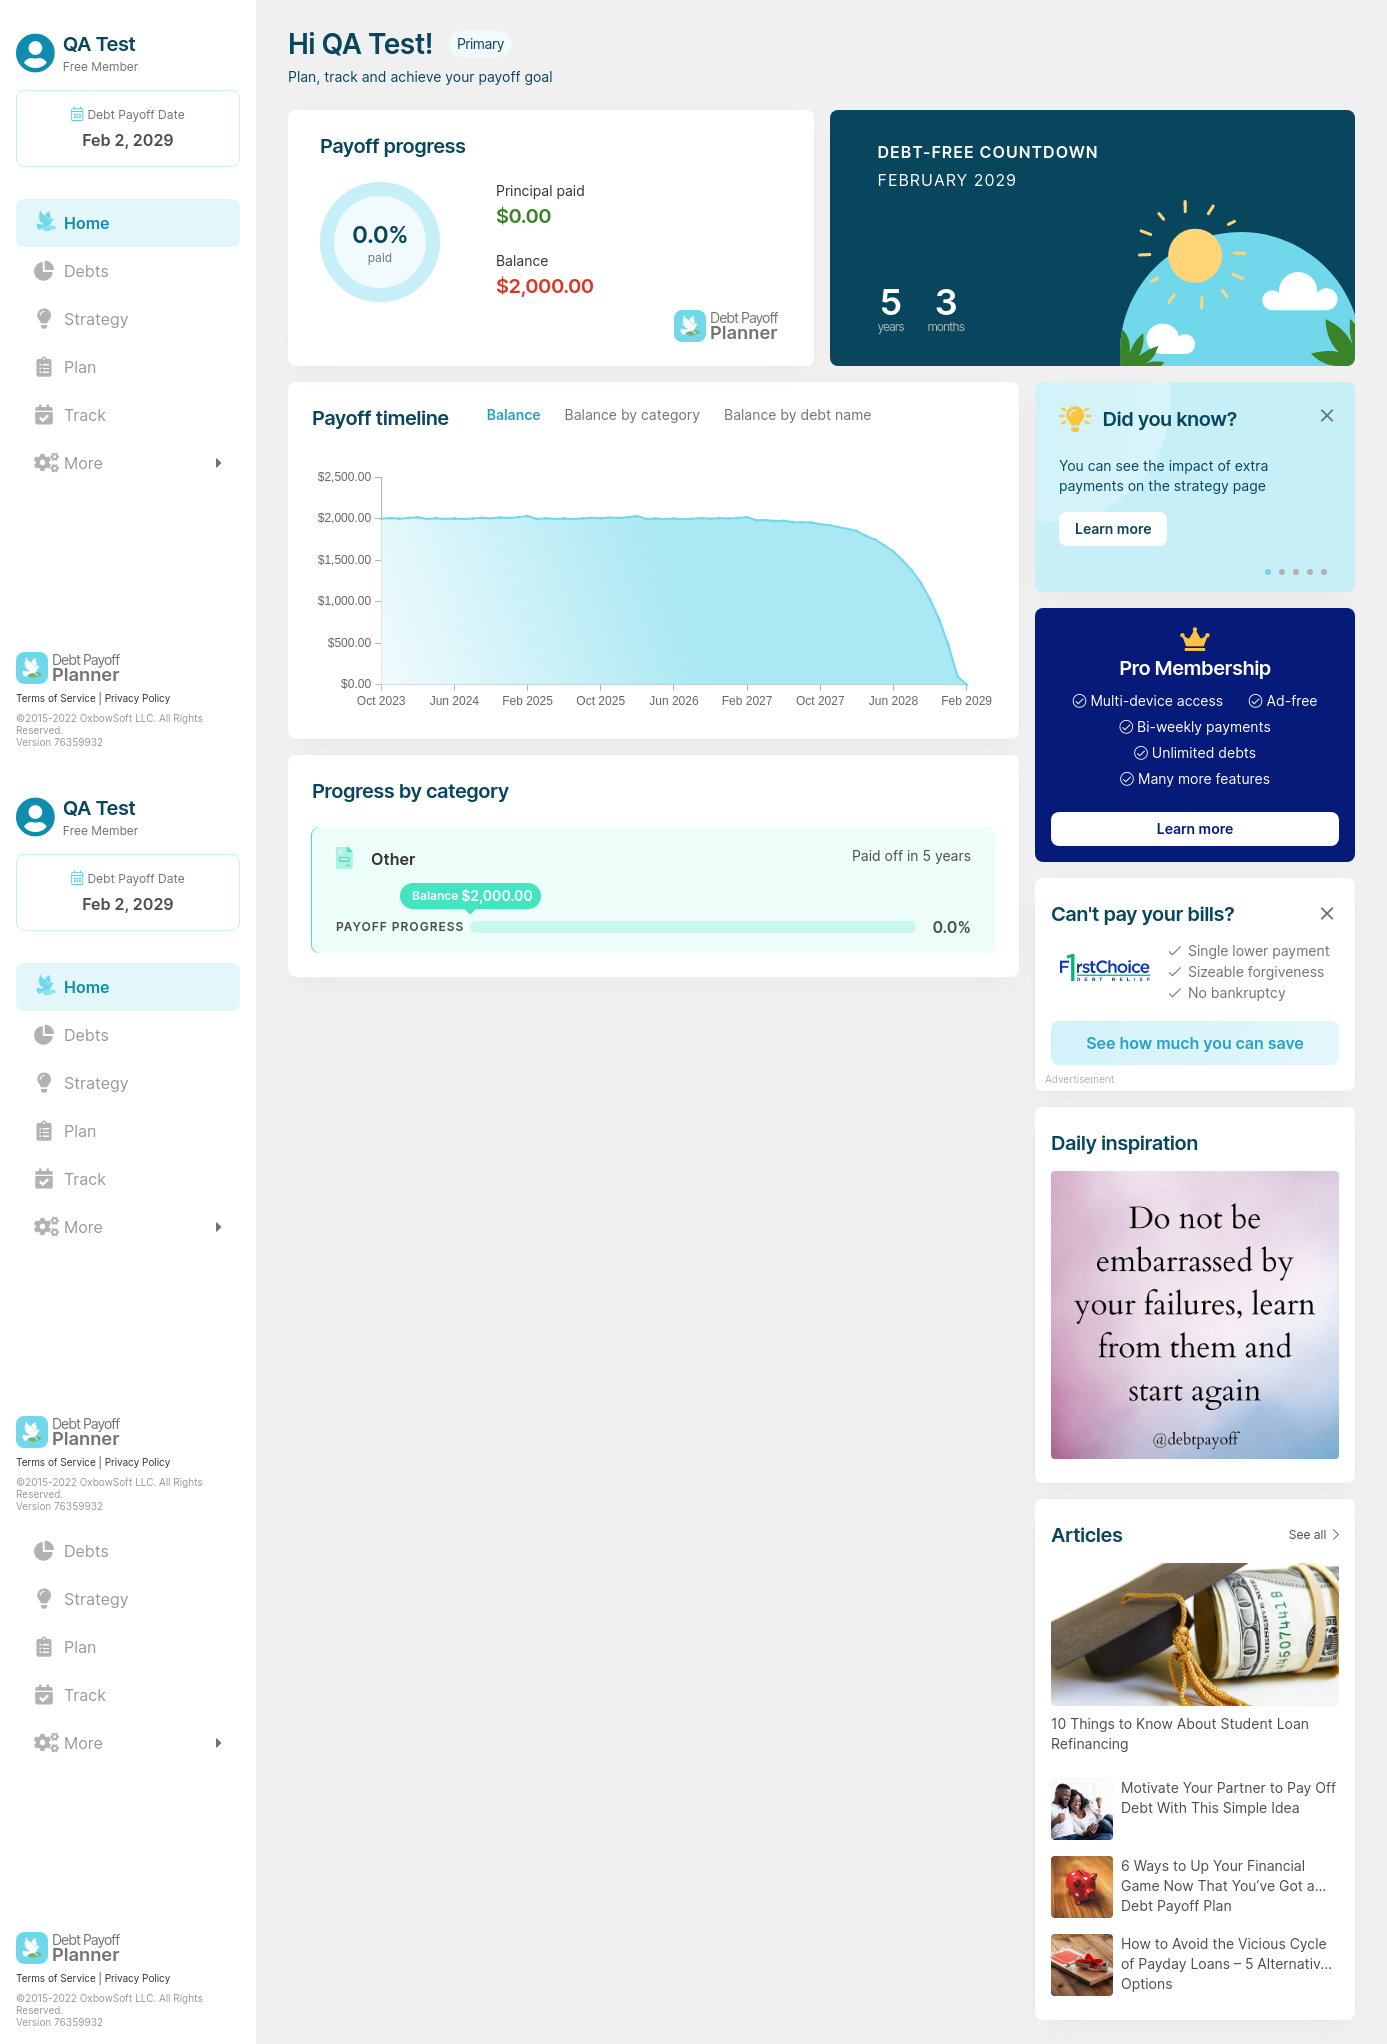 QA Test
Free Member
Debt Payoff Date
Feb 2, 2029
Home
Debts
Strategy
Plan
Track
More
Debt Payoff
Planner
Terms of Service | Privacy Policy
©2015-2022 OxbowSoft LLC. All Rights
Reserved.
Version 76359932
QA Test
Free Member
Debt Payoff Date
Feb 2, 2029
Home
Debts
Strategy
Plan
Track
More
Debt Payoff
Planner
Terms of Service | Privacy Policy
©2015-2022 OxbowSoft LLC. All Rights
Reserved.
Version 76359932
Debts
Strategy
Plan
Track
More
Debt Payoff
Planner
Terms of Service | Privacy Policy
©2015-2022 OxbowSoft LLC. All Rights
Reserved.
Version 76359932
Hi QA Test! Primary
Plan, track and achieve your payoff goal
Payoff progress
0.0%
paid
Principal paid
$0.00
Balance
$2,000.00
Debt Payoff
Planner
DEBT-FREE COUNTDOWN
FEBRUARY 2029
5 3
years months
Payoff timeline Balance Balance by category Balance by debt name
$2,500.00
$2,000.00
$1,500.00
$1,000.00
$500.00
$0.00
Oct 2023 Jun 2024 Feb 2025 Oct 2025 Jun 2026 Feb 2027 Oct 2027 Jun 2028 Feb 2029
Progress by category
Other Paid off in 5 years
Balance $2,000.00
PAYOFF PROGRESS 0.0%
Did you know?
You can see the impact of extra
payments on the strategy page
Learn more
Pro Membership
Multi-device access Ad-free
Bi-weekly payments
Unlimited debts
Many more features
Learn more
Can't pay your bills?
F1rstChoice
DEBT RELIEF
Single lower payment
Sizeable forgiveness
No bankruptcy
See how much you can save
Advertisement
Daily inspiration
Do not be
embarrassed by
your failures, learn
from them and
start again
@debtpayoff
Articles See all
10 Things to Know About Student Loan
Refinancing
Motivate Your Partner to Pay Off
Debt With This Simple Idea
6 Ways to Up Your Financial
Game Now That You’ve Got a...
Debt Payoff Plan
How to Avoid the Vicious Cycle
of Payday Loans – 5 Alternativ...
Options